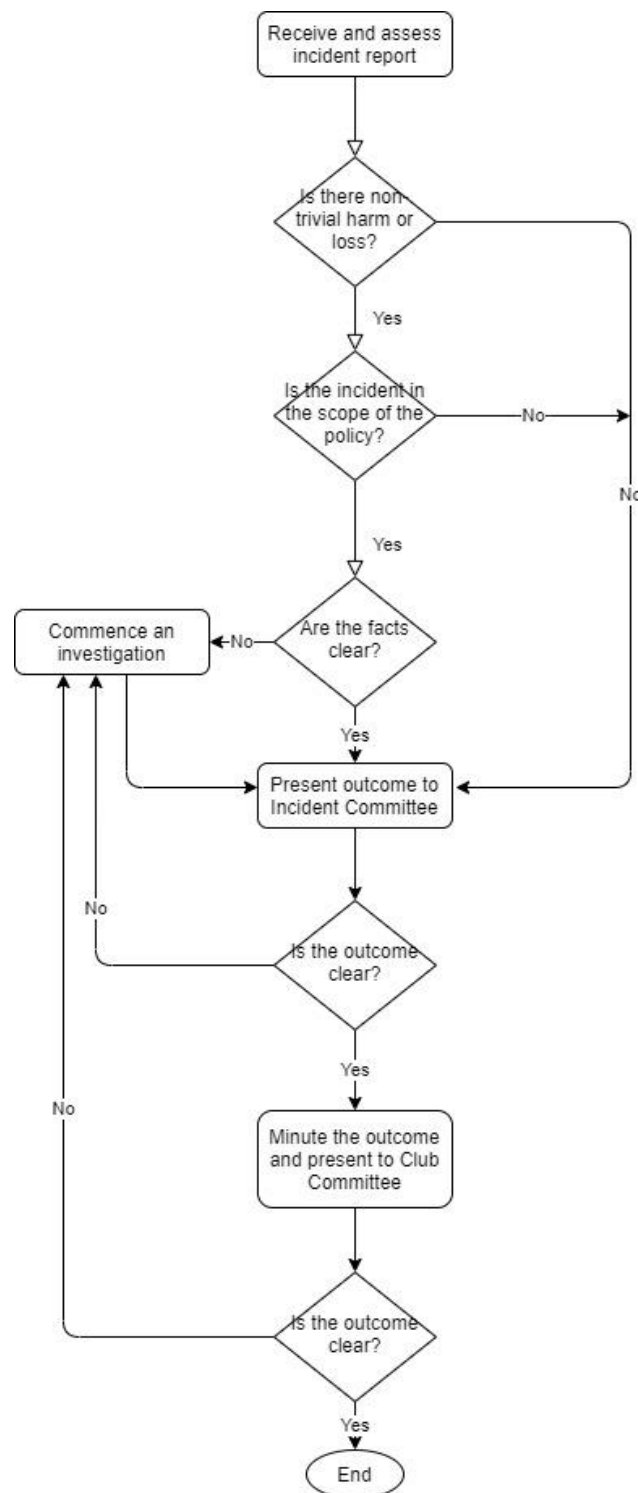 Receive and assess
incident report
Is there non-
trivial harm or
loss?
Yes
Is the incident in
the scope of the
policy?
No
No
Yes
Are the facts
clear?
No
Commence an
investigation
Yes
Present outcome to
Incident Committee
No
Is the outcome
clear?
Yes
No
Minute the outcome
and present to Club
Committee
Is the outcome
clear?
Yes
End